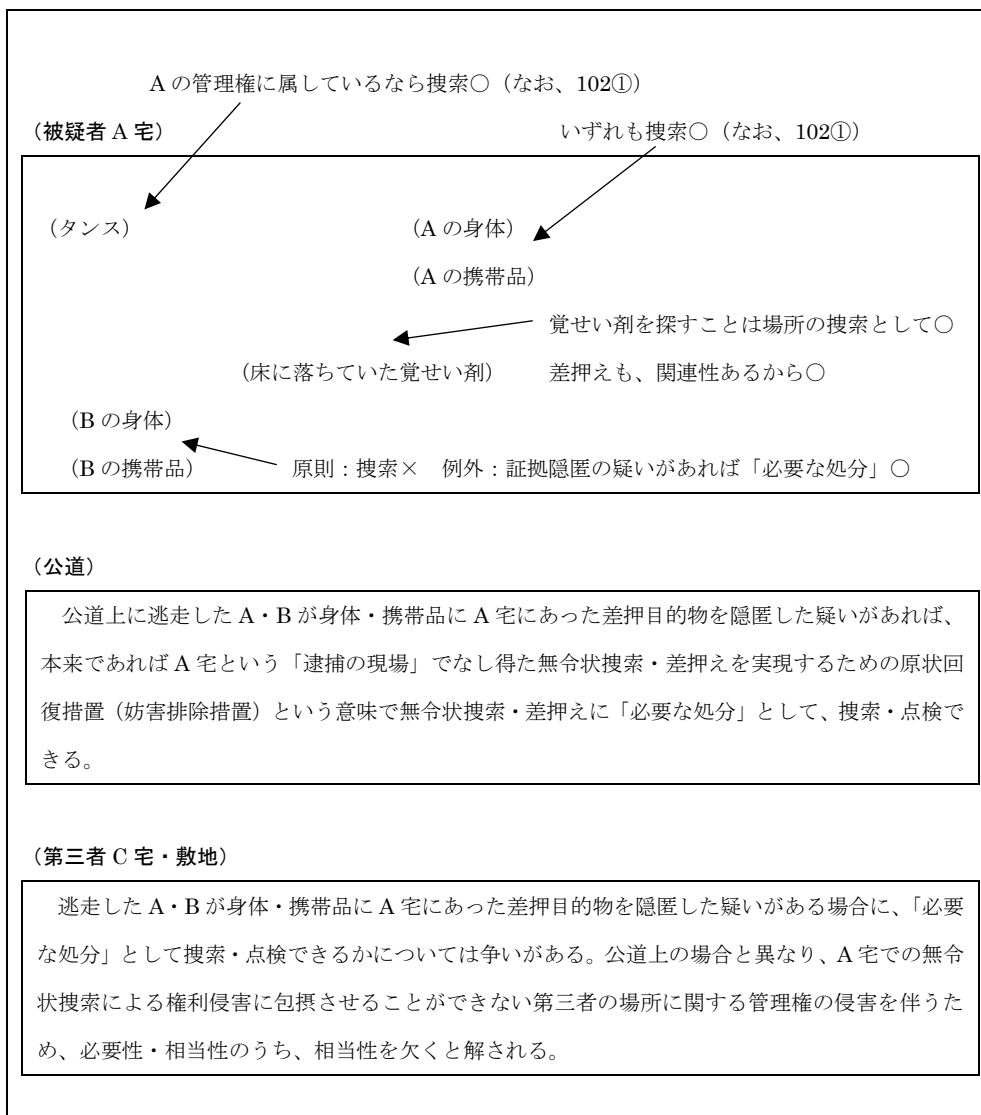 A の管理権に属しているなら捜索○（なお、102①）
（被疑者 A 宅）
いずれも捜索○（なお、102①）
（タンス）
（A の身体）
（A の携帯品）
覚せい剤を探すことは場所の捜索として○
（床に落ちていた覚せい剤）
差押えも、関連性あるから○
（B の身体）
（B の携帯品）
原則：捜索×　例外：証拠隠匿の疑いがあれば「必要な処分」○
（公道）
公道上に逃走した A・B が身体・携帯品に A 宅にあった差押目的物を隠匿した疑いがあれば、
本来であれば A 宅という「逮捕の現場」でなし得た無令状捜索・差押えを実現するための原状回
復措置（妨害排除措置）という意味で無令状捜索・差押えに「必要な処分」として、捜索・点検で
きる。
（第三者 C 宅・敷地）
逃走した A・B が身体・携帯品に A 宅にあった差押目的物を隠匿した疑いがある場合に、「必要
な処分」として捜索・点検できるかについては争いがある。公道上の場合と異なり、A 宅での無令
状捜索による権利侵害に包摂させることができない第三者の場所に関する管理権の侵害を伴うた
め、必要性・相当性のうち、相当性を欠くと解される。